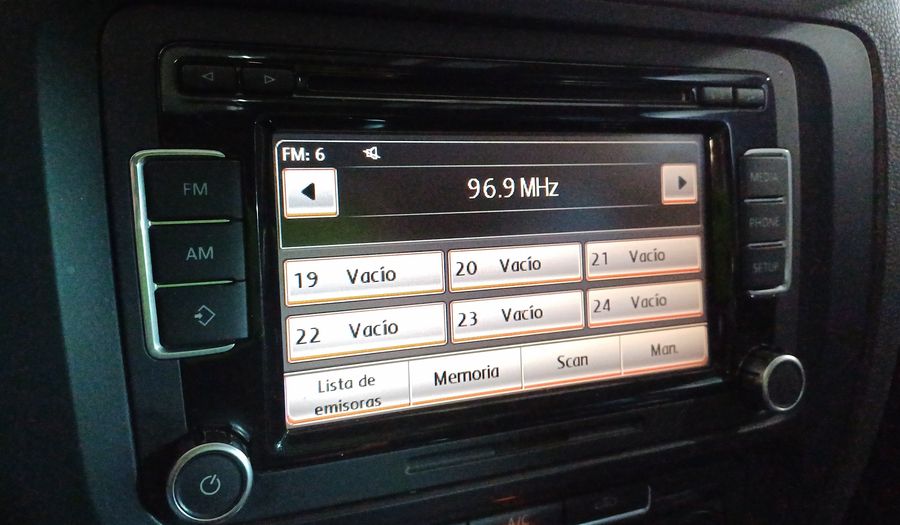 FM: 6
96.9 MHz
FM
AM
MEDIA
PHONE
SETUP
19 Vacío
20 Vacío
21 Vacío
22 Vacío
23 Vacío
24 Vacío
Lista de
emisoras
Memoria
Scan
Man.
A/C